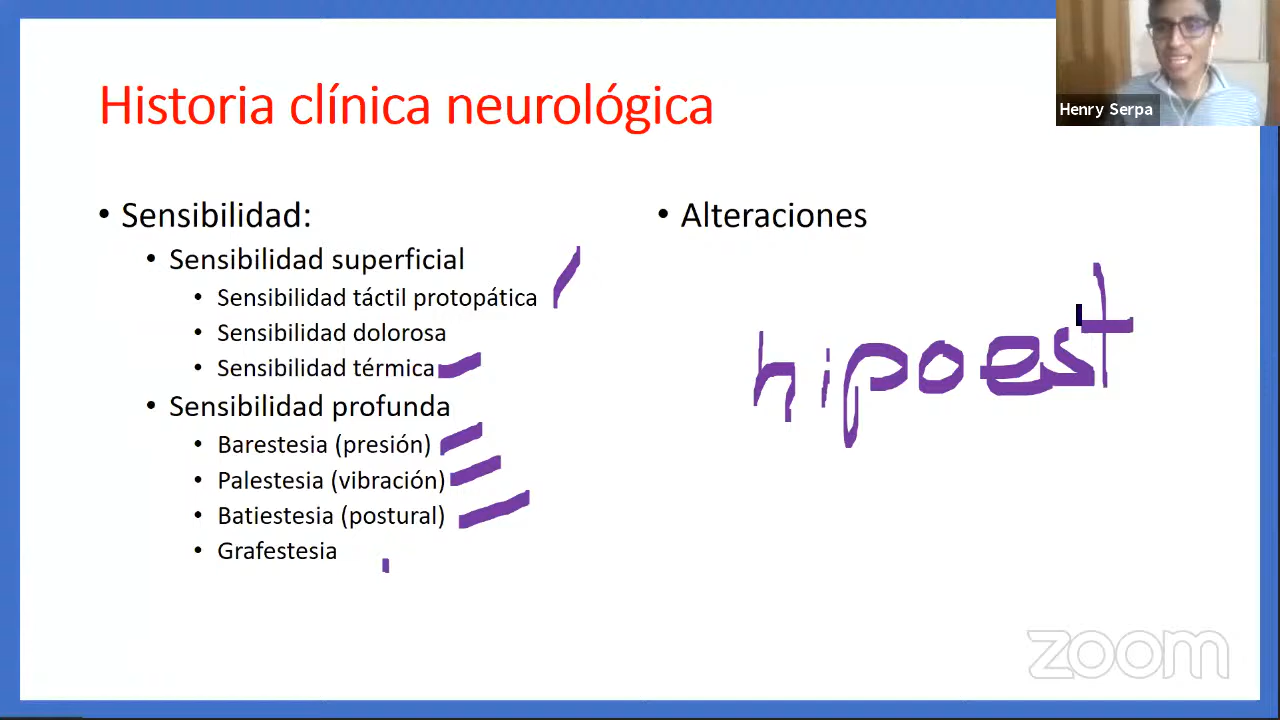 Henry Serpa
Historia clínica neurológica
• Sensibilidad:
• Sensibilidad superficial
• Sensibilidad táctil protopática
• Sensibilidad dolorosa
• Sensibilidad térmica
• Sensibilidad profunda
• Barestesia (presión)
• Palestesia (vibración)
• Batiestesia (postural)
• Grafestesia
• Alteraciones
hipoest
zoom